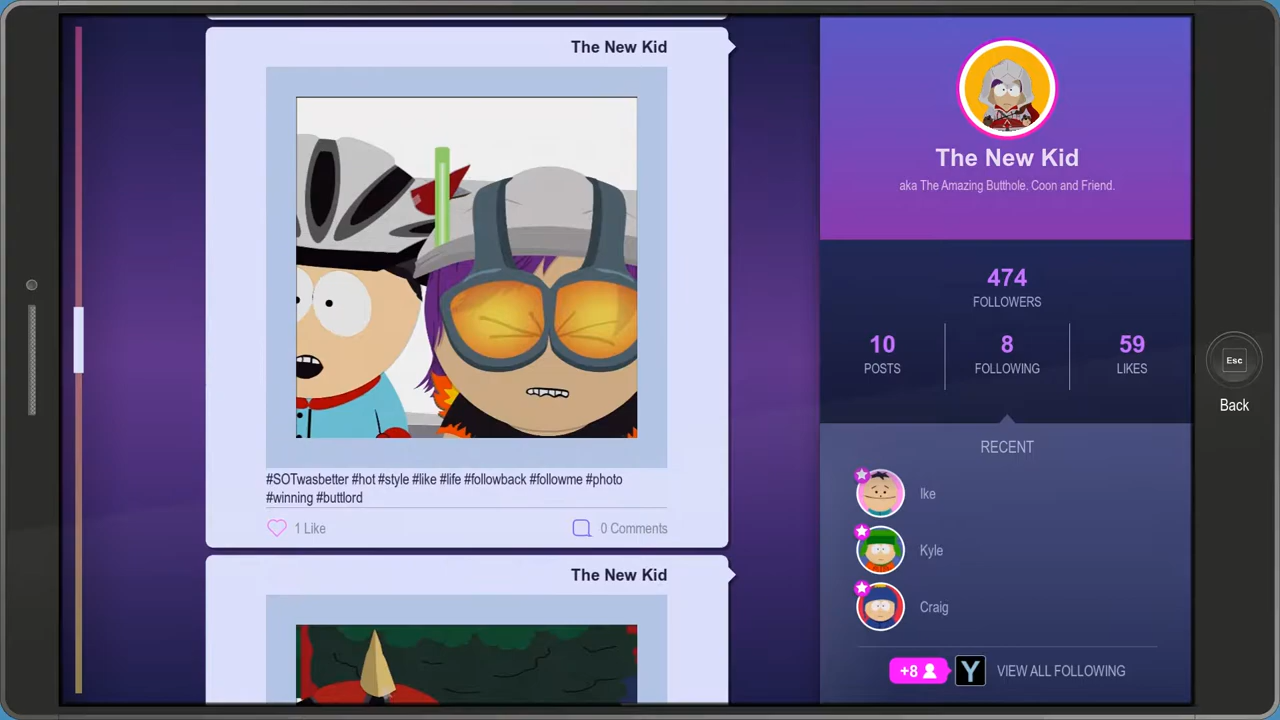 The New Kid
#SOTwasbetter #hot #style #like #life #followback #followme #photo
#winning #buttlord
1 Like
0 Comments
The New Kid
The New Kid
aka The Amazing Butthole. Coon and Friend.
474
FOLLOWERS
10
POSTS
8
FOLLOWING
59
LIKES
RECENT
Ike
Kyle
Craig
+8
Y
VIEW ALL FOLLOWING
Esc
Back